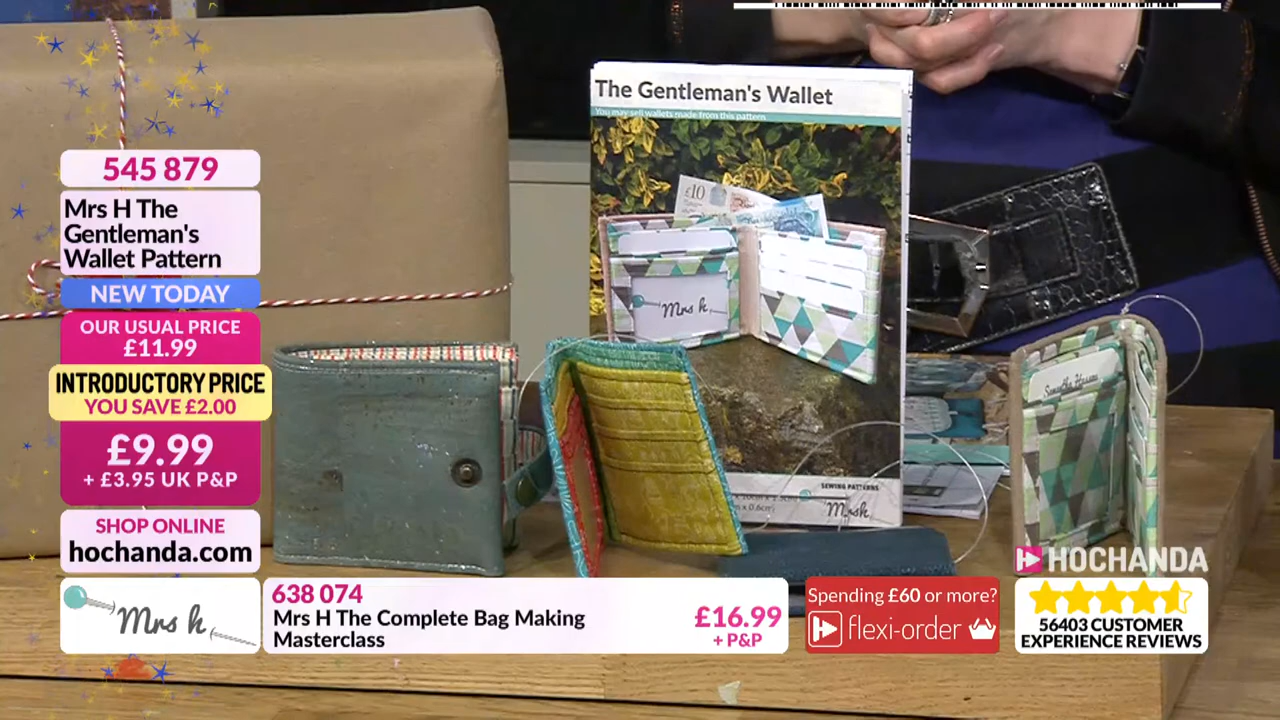 The Gentleman's Wallet
You may sell wallets made from this pattern
£10
Mrs h
SEWING PATTERNS
Mrsh
545 879
Mrs H The
Gentleman's
Wallet Pattern
NEW TODAY
OUR USUAL PRICE
£11.99
INTRODUCTORY PRICE
YOU SAVE £2.00
£9.99
+ £3.95 UK P&P
SHOP ONLINE
hochanda.com
Mrs h
638 074
Mrs H The Complete Bag Making
Masterclass
£16.99
+ P&P
Spending £60 or more?
flexi-order
HOCHANDA
56403 CUSTOMER
EXPERIENCE REVIEWS